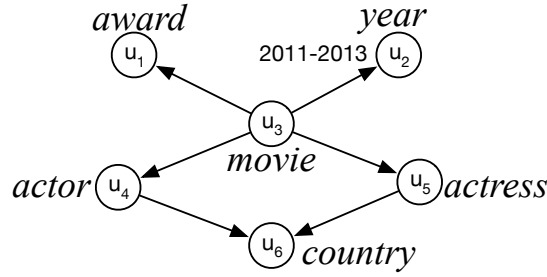 award
year
u1
2011-2013
u2
u3
movie
actor
u4
u5
actress
u6
country